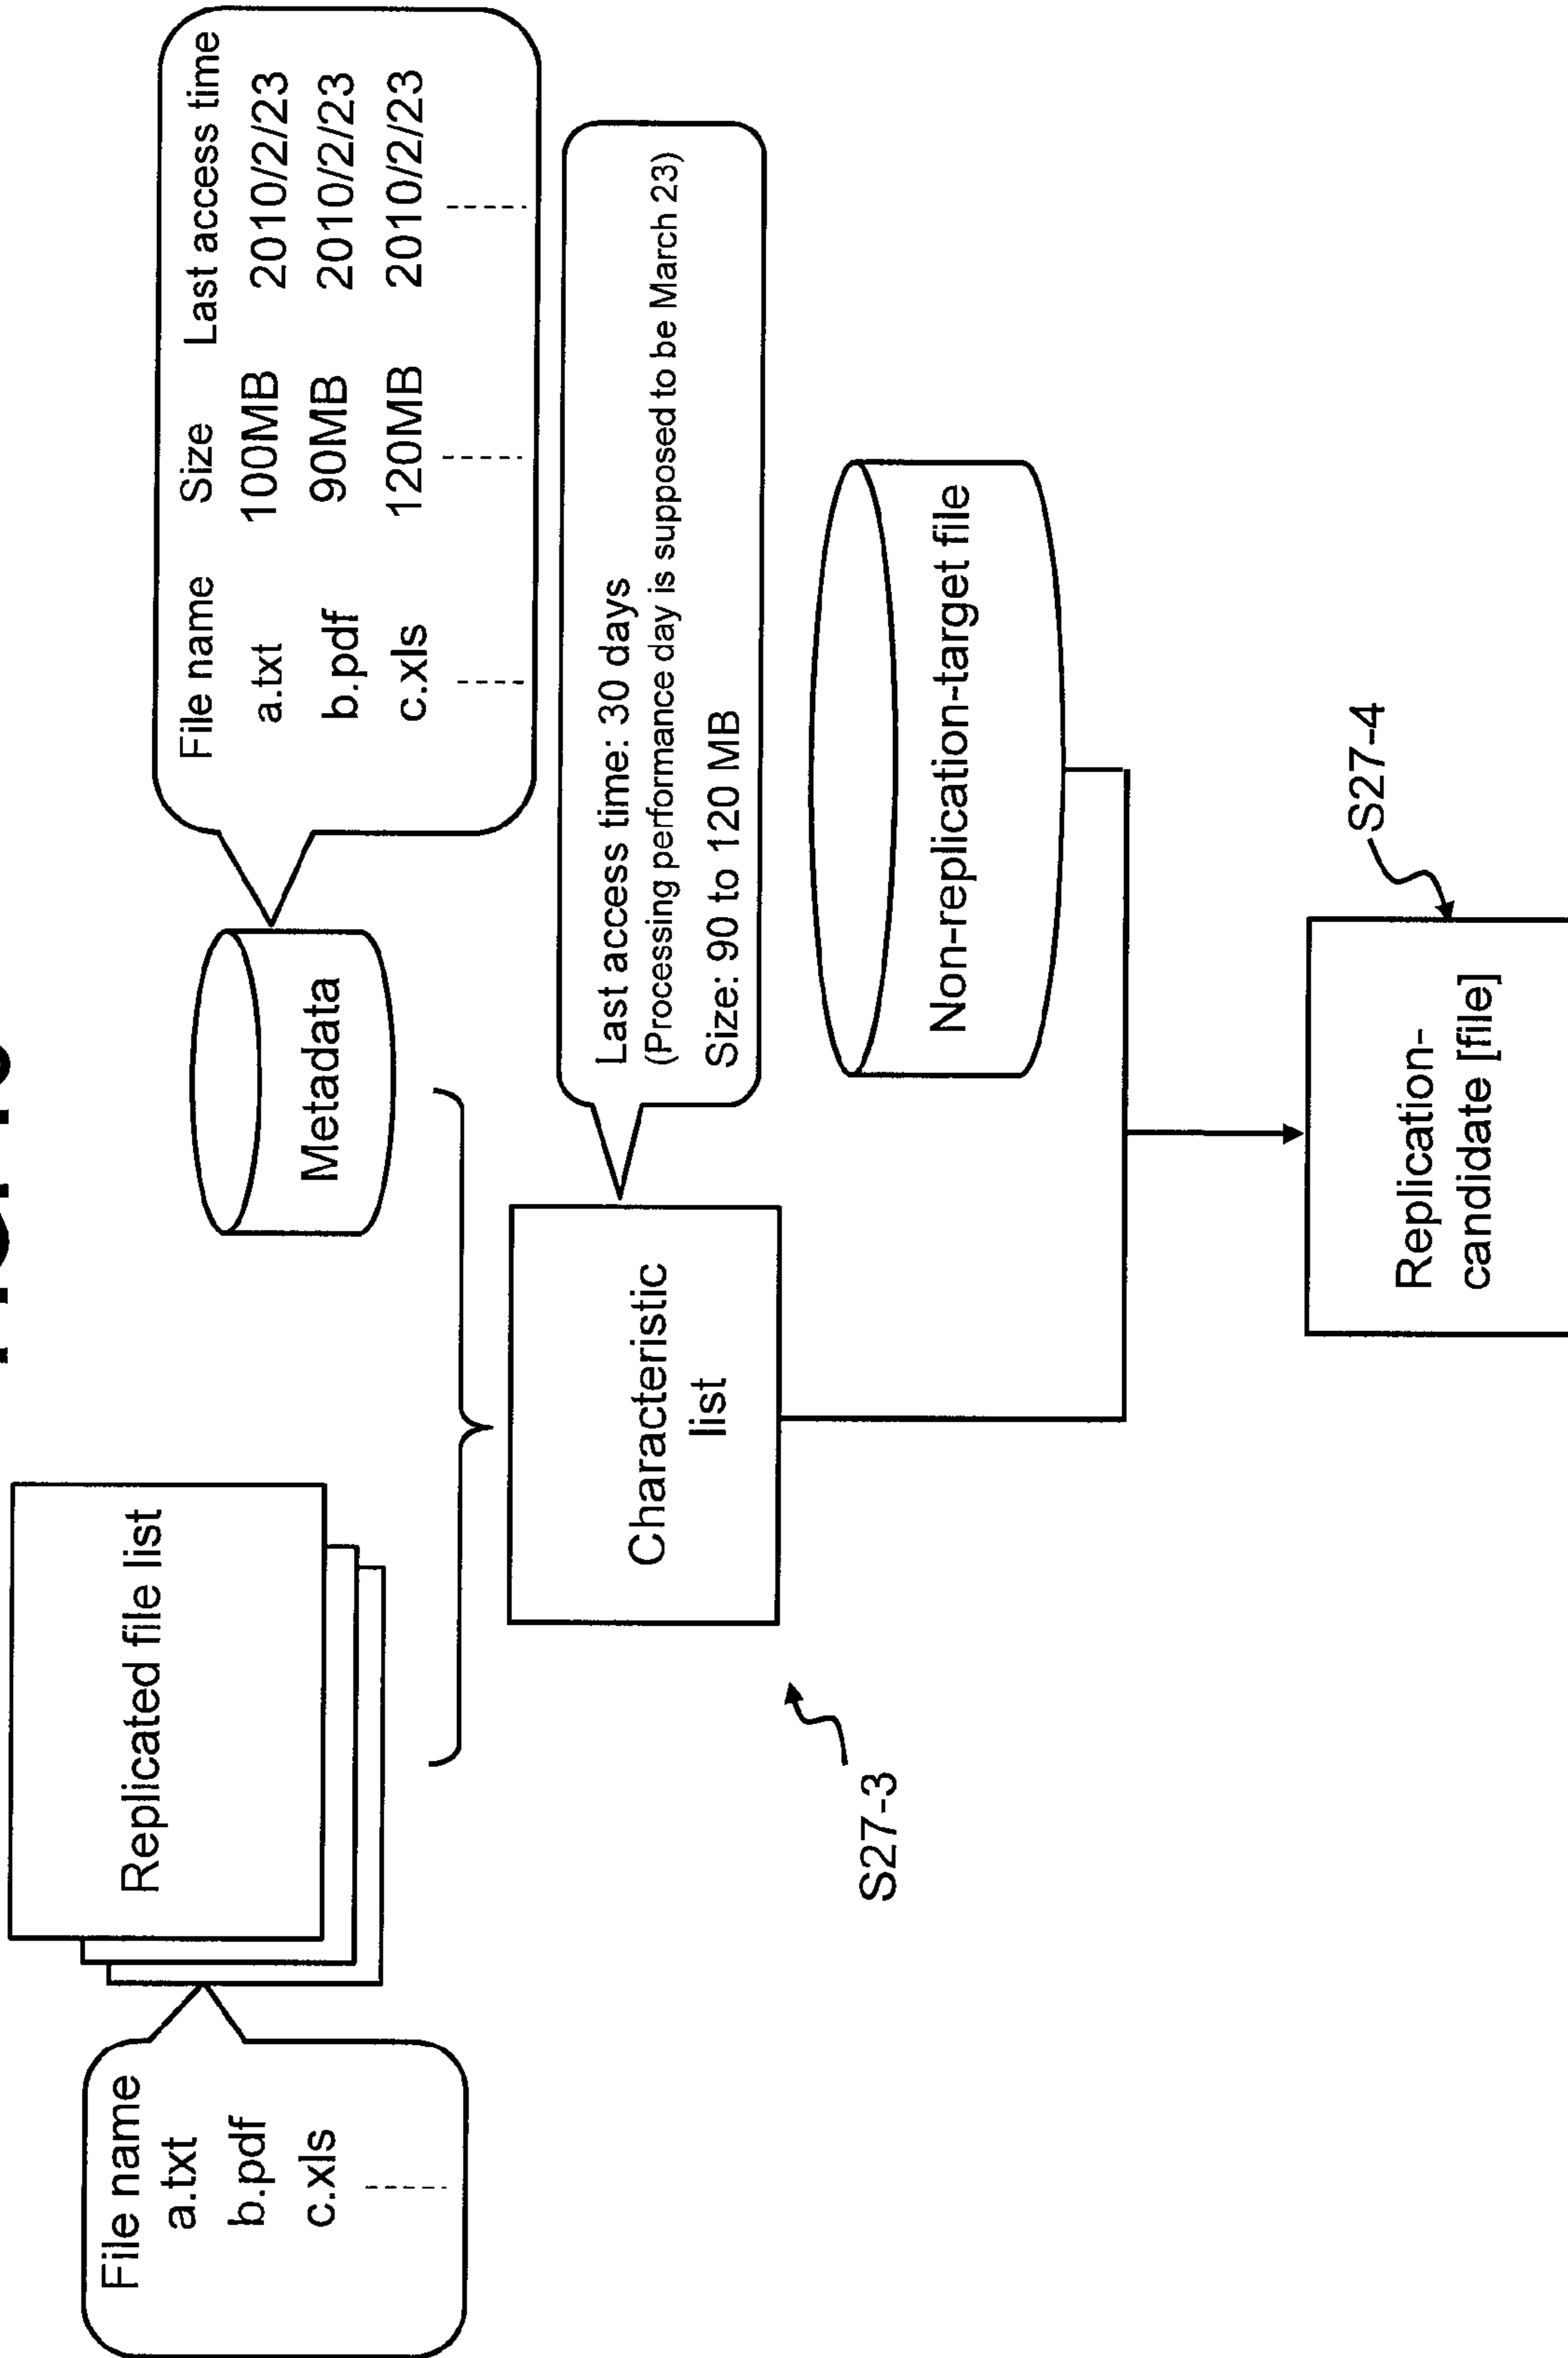 File name
a.txt
b.pdf
c.xls
Replicated file list
Metadata
File name Size Last access time
a.txt 100MB 2010/2/23
b.pdf 90MB 2010/2/23
c.xls 120MB 2010/2/23
Characteristic
list
Last access time: 30 days
(Processing performance day is supposed to be March 23)
Size: 90 to 120 MB
S27-3
Non-replication-target file
Replication-
candidate [file]
S27-4